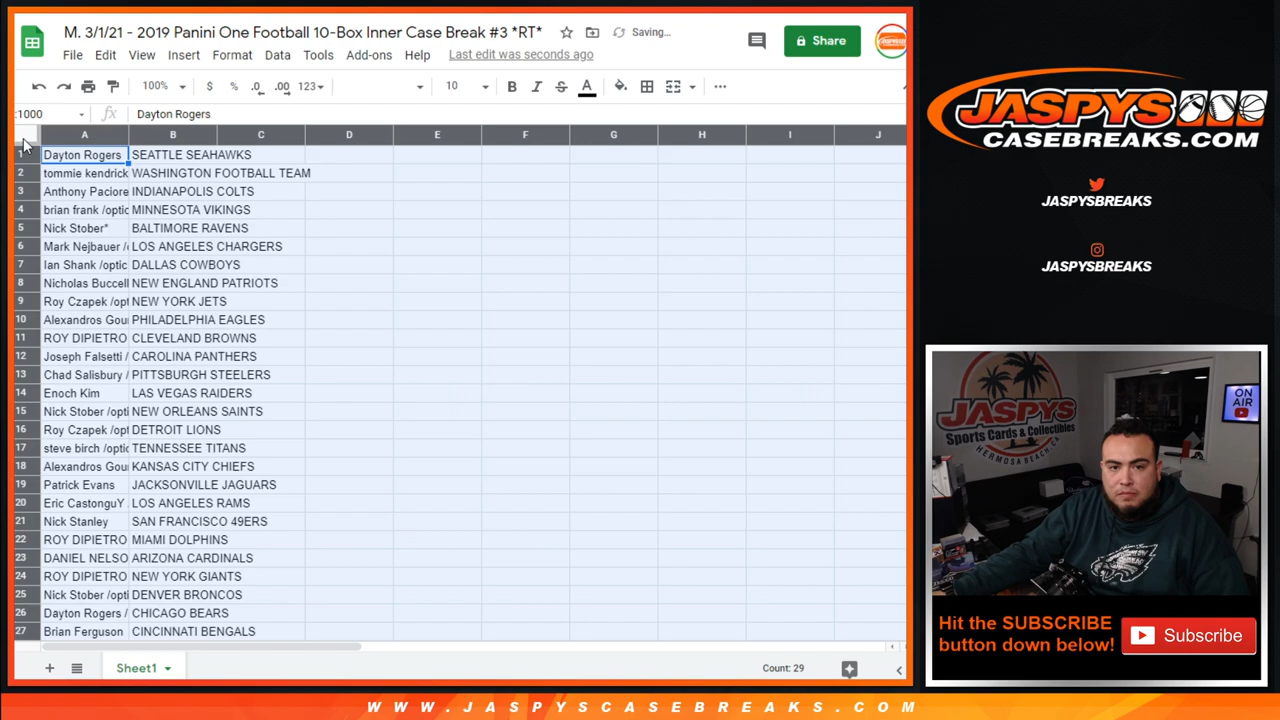 M. 3/1/21 - 2019 Panini One Football 10-Box Inner Case Break #3 *RT* Saving...
File Edit View Insert Format Data Tools Add-ons Help Last edit was seconds ago
Share
100% $ % .0 .00 123 10 B I S A ...
:1000 fx Dayton Rogers
A B C D E F G H I J
1 Dayton Rogers SEATTLE SEAHAWKS
2 tommie kendrick WASHINGTON FOOTBALL TEAM
3 Anthony Paciore INDIANAPOLIS COLTS
4 brian frank /optic MINNESOTA VIKINGS
5 Nick Stober* BALTIMORE RAVENS
6 Mark Nejbauer / LOS ANGELES CHARGERS
7 Ian Shank /optic DALLAS COWBOYS
8 Nicholas Buccell NEW ENGLAND PATRIOTS
9 Roy Czapek /opt NEW YORK JETS
10 Alexandros Gou PHILADELPHIA EAGLES
11 ROY DIPIETRO CLEVELAND BROWNS
12 Joseph Falsetti / CAROLINA PANTHERS
13 Chad Salisbury / PITTSBURGH STEELERS
14 Enoch Kim LAS VEGAS RAIDERS
15 Nick Stober /opti NEW ORLEANS SAINTS
16 Roy Czapek /opt DETROIT LIONS
17 steve birch /optic TENNESSEE TITANS
18 Alexandros Gou KANSAS CITY CHIEFS
19 Patrick Evans JACKSONVILLE JAGUARS
20 Eric CastonguY LOS ANGELES RAMS
21 Nick Stanley SAN FRANCISCO 49ERS
22 ROY DIPIETRO MIAMI DOLPHINS
23 DANIEL NELSO ARIZONA CARDINALS
24 ROY DIPIETRO NEW YORK GIANTS
25 Nick Stober /opti DENVER BRONCOS
26 Dayton Rogers / CHICAGO BEARS
27 Brian Ferguson CINCINNATI BENGALS
Sheet1 Count: 29
JASPYS
CASEBREAKS.COM
JASPYSBREAKS
JASPYSBREAKS
JASPYS
Sports Cards & Collectibles
HERMOSA BEACH, CA
ON
AIR
Hit the SUBSCRIBE
button down below!
Subscribe
WWW.JASPYSCASEBREAKS.COM